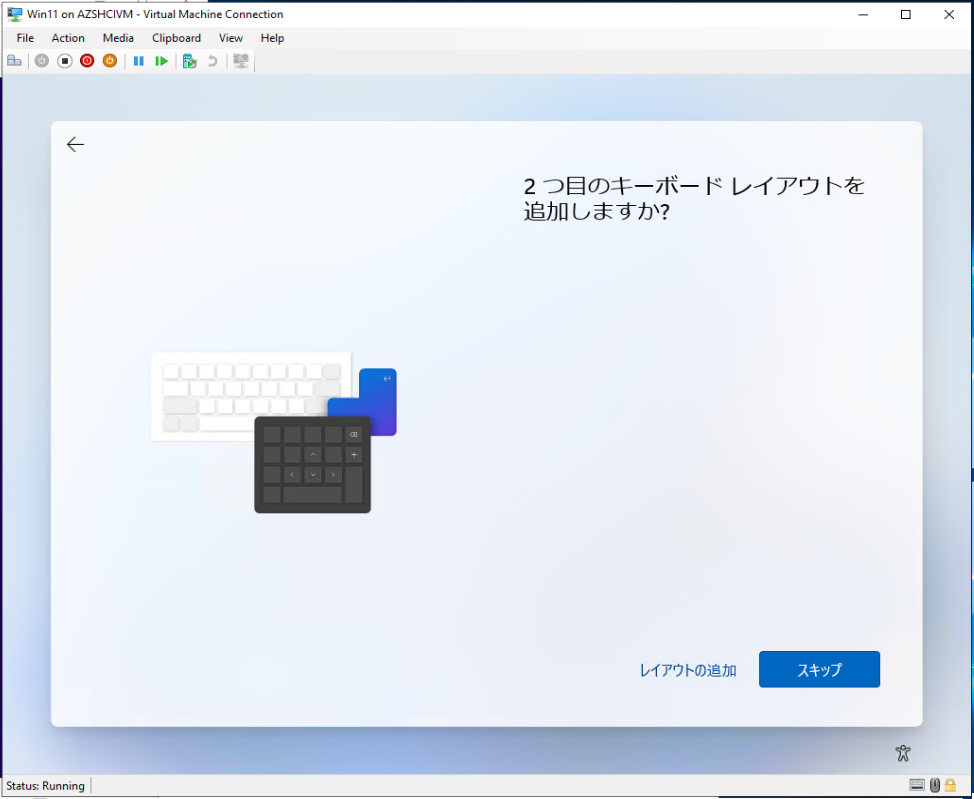 Win11 on AZSHCIVM - Virtual Machine Connection
File Action Media Clipboard View Help
2 つ目のキーボード レイアウトを
追加しますか?
レイアウトの追加 スキップ
Status: Running